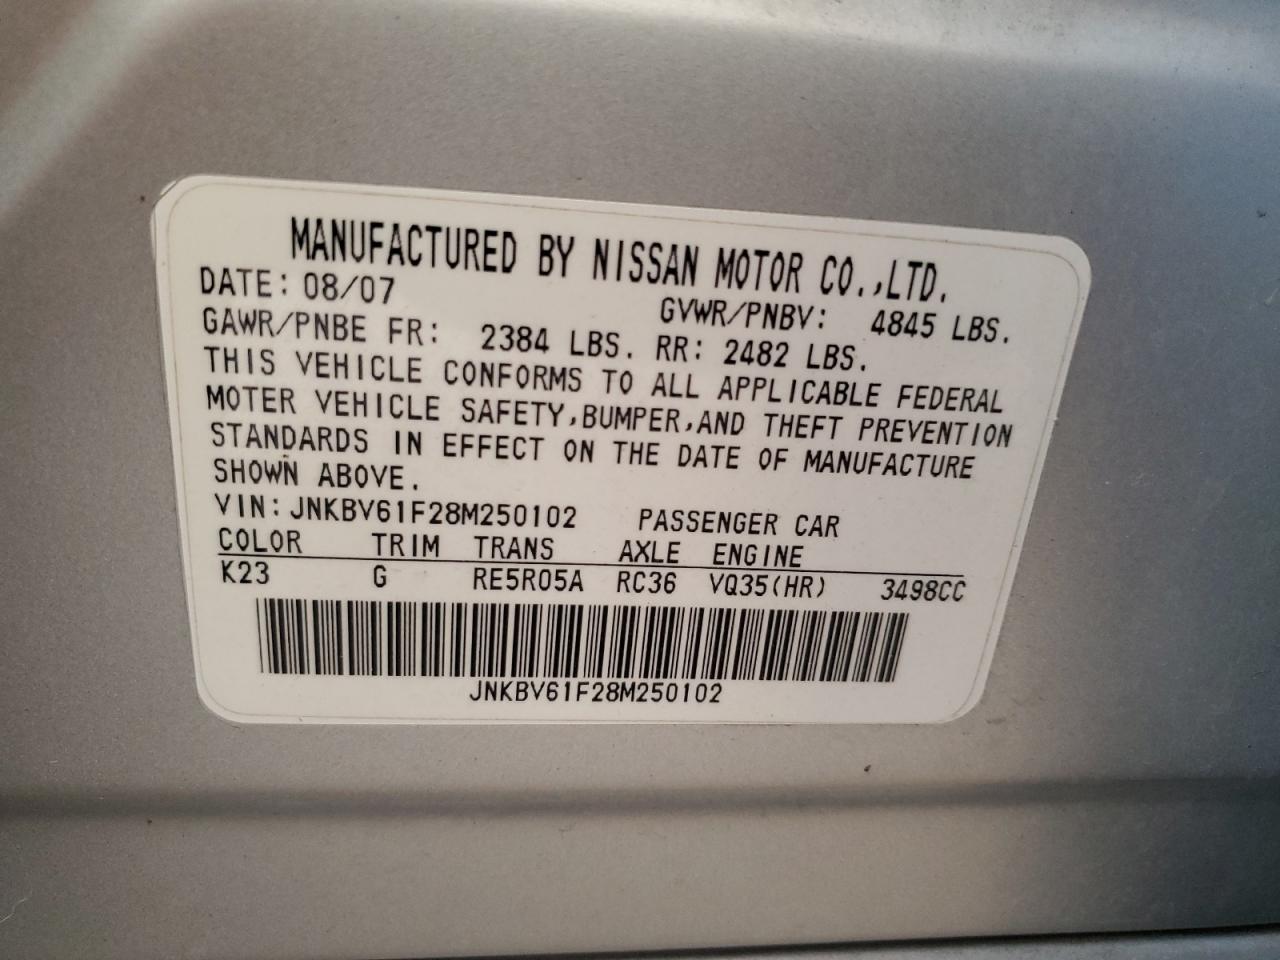 MANUFACTURED BY NISSAN MOTOR CO.,LTD.
DATE: 08/07 GVWR/PNBV: 4845 LBS.
GAWR/PNBE FR: 2384 LBS. RR: 2482 LBS.
THIS VEHICLE CONFORMS TO ALL APPLICABLE FEDERAL
MOTER VEHICLE SAFETY,BUMPER,AND THEFT PREVENTION
STANDARDS IN EFFECT ON THE DATE OF MANUFACTURE
SHOWN ABOVE.
VIN: JNKBV61F28M250102 PASSENGER CAR
COLOR TRIM TRANS AXLE ENGINE
K23 G RE5R05A RC36 VQ35(HR) 3498CC
JNKBV61F28M250102